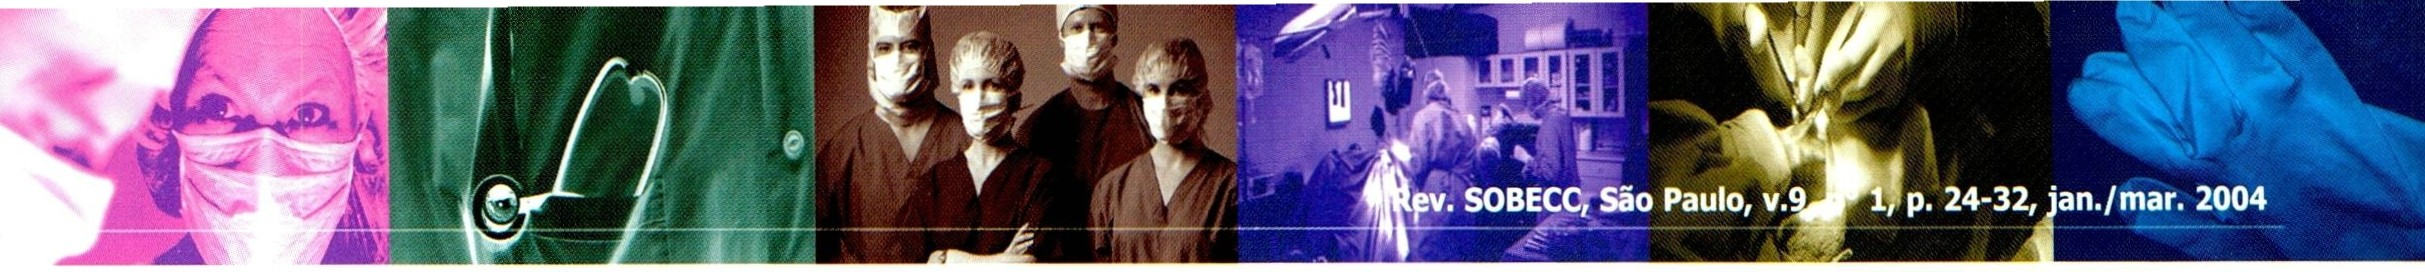 Rev. SOBECC, São Paulo, v.9, 1, p. 24-32, jan./mar. 2004